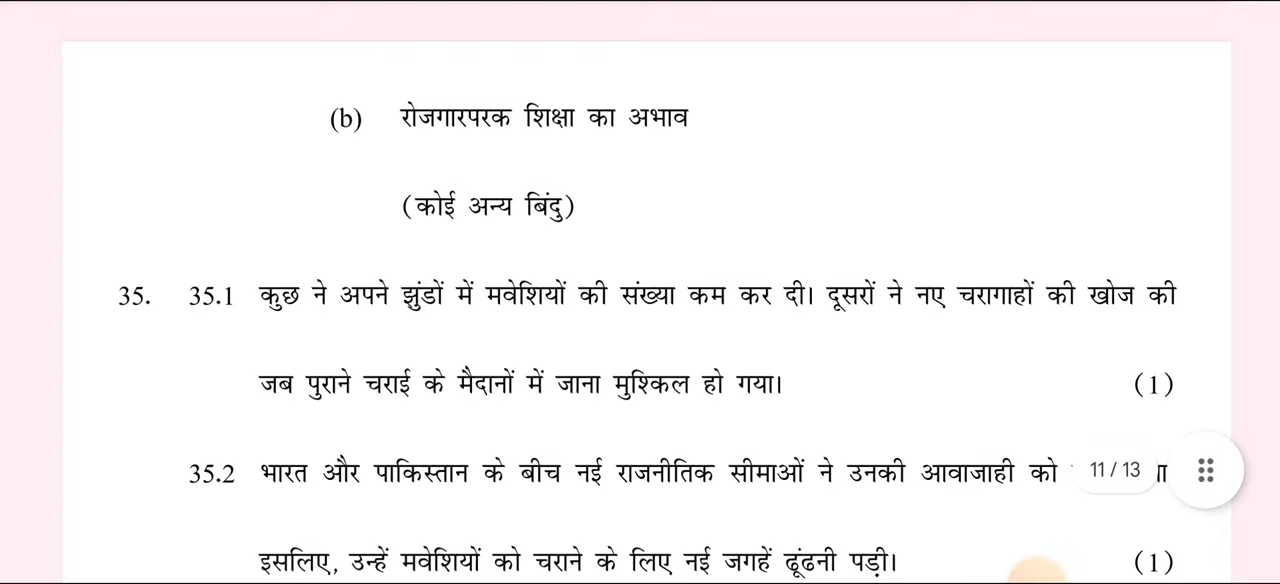 (b) रोजगारपरक शिक्षा का अभाव
(कोई अन्य बिंदु)
35. 35.1 कुछ ने अपने झुंडों में मवेशियों की संख्या कम कर दी। दूसरों ने नए चरागाहों की खोज की
जब पुराने चराई के मैदानों में जाना मुश्किल हो गया। (1)
35.2 भारत और पाकिस्तान के बीच नई राजनीतिक सीमाओं ने उनकी आवाजाही को
11 / 13
इसलिए, उन्हें मवेशियों को चराने के लिए नई जगहें ढूंढनी पड़ी। (1)